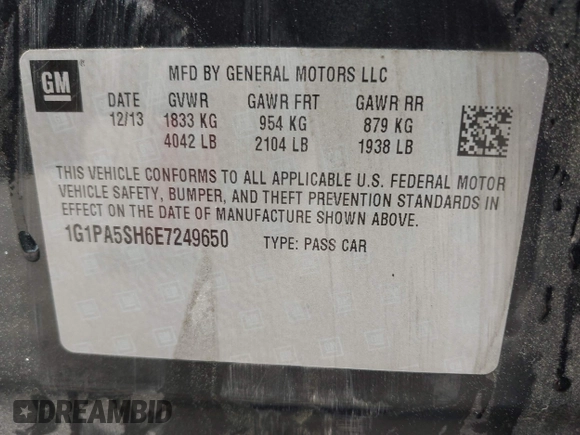 GM
MFD BY GENERAL MOTORS LLC
DATE GVWR GAWR FRT GAWR RR
12/13 1833 KG 954 KG 879 KG
4042 LB 2104 LB 1938 LB
THIS VEHICLE CONFORMS TO ALL APPLICABLE U.S. FEDERAL MOTOR
VEHICLE SAFETY, BUMPER, AND THEFT PREVENTION STANDARDS IN
EFFECT ON THE DATE OF MANUFACTURE SHOWN ABOVE.
1G1PA5SH6E7249650 TYPE: PASS CAR
DREAMBID